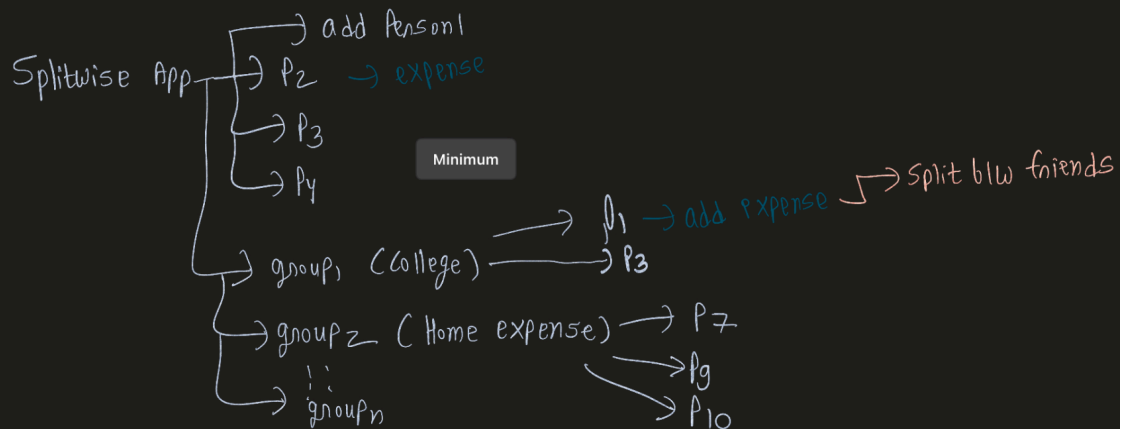 add Person1
Splitwise App
P2 → expense
P3
P4
Minimum
P1 → add expense → Split b/w friends
group1 (College)
P3
group2 (Home expense)
P7
P9
groupn
P10